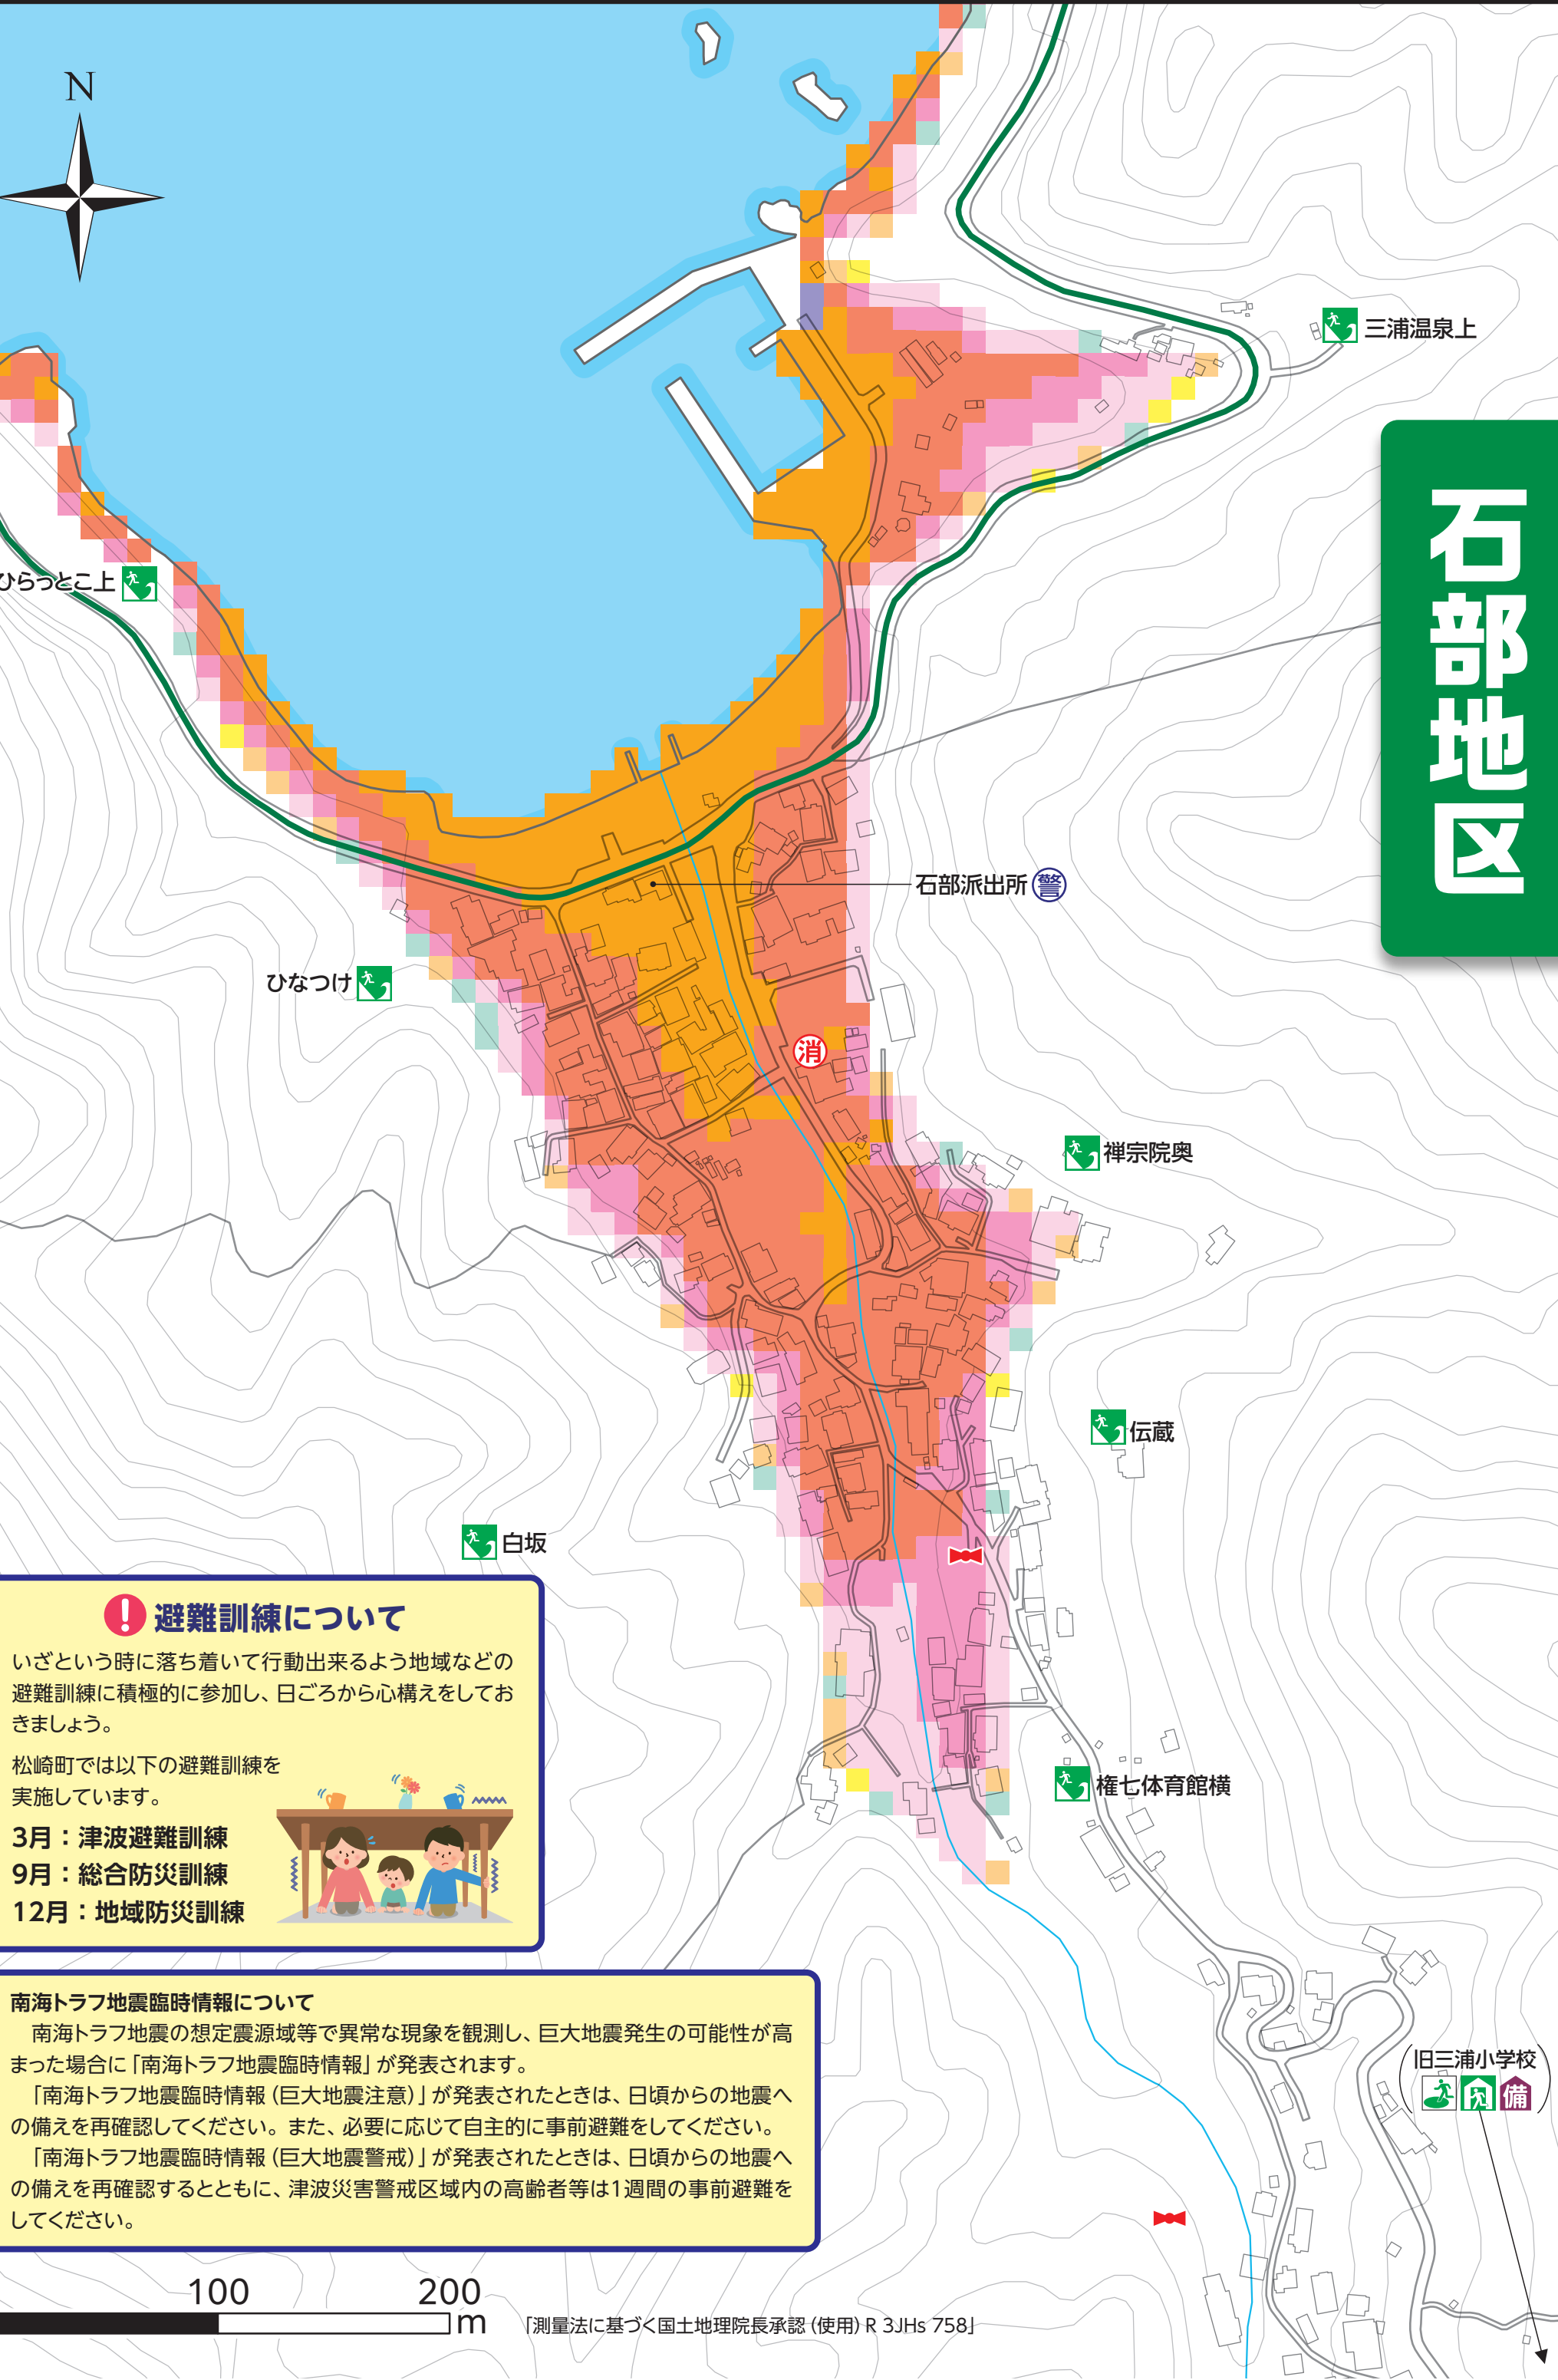 N
三浦温泉上
石部地区
ひらっとこ上
石部派出所 警
ひなつけ
消
禅宗院奥
伝蔵
白坂
避難訓練について
いざという時に落ち着いて行動出来るよう地域などの
避難訓練に積極的に参加し、日ごろから心構えをしてお
きましょう。
松崎町では以下の避難訓練を
実施しています。
3月：津波避難訓練
9月：総合防災訓練
12月：地域防災訓練
権七体育館横
南海トラフ地震臨時情報について
南海トラフ地震の想定震源域等で異常な現象を観測し、巨大地震発生の可能性が高
まった場合に「南海トラフ地震臨時情報」が発表されます。
「南海トラフ地震臨時情報（巨大地震注意）」が発表されたときは、日頃からの地震へ
の備えを再確認してください。また、必要に応じて自主的に事前避難をしてください。
「南海トラフ地震臨時情報（巨大地震警戒）」が発表されたときは、日頃からの地震へ
の備えを再確認するとともに、津波災害警戒区域内の高齢者等は1週間の事前避難を
してください。
旧三浦小学校
備
100 200
m
「測量法に基づく国土地理院長承認（使用）R 3JHs 758」